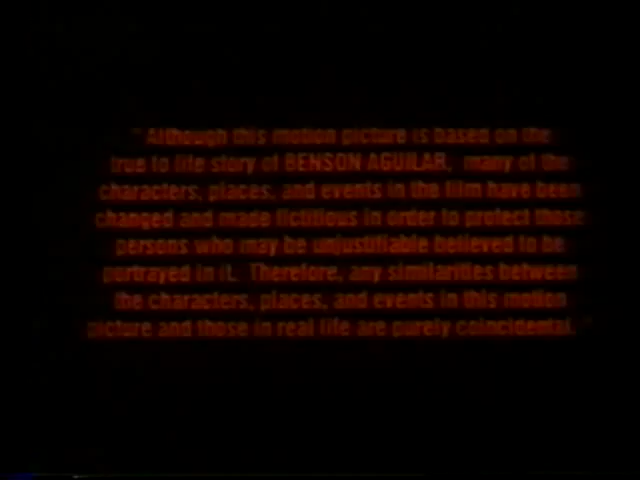 " Although this motion picture is based on the
true to life story of BENSON AGUILAR, many of the
characters, places, and events in the film have been
changed and made fictitious in order to protect those
persons who may be unjustifiable believed to be
portrayed in it. Therefore, any similarities between
the characters, places, and events in this motion
picture and those in real life are purely coincidental. "